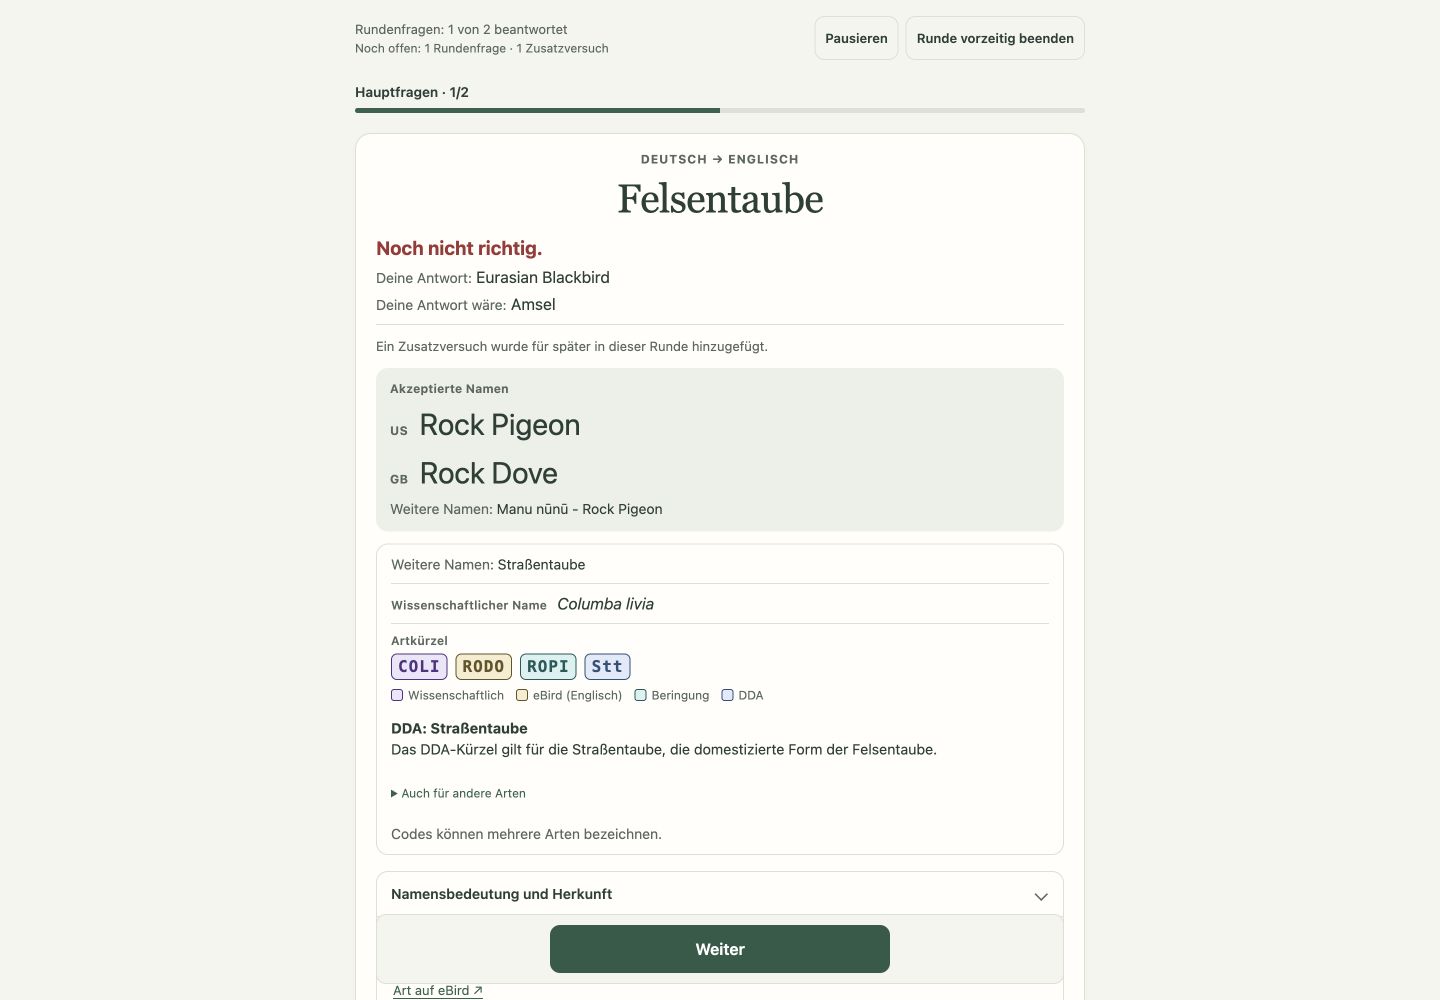 Rundenfragen: 1 von 2 beantwortet
Noch offen: 1 Rundenfrage · 1 Zusatzversuch
Pausieren
Runde vorzeitig beenden
Hauptfragen · 1/2
DEUTSCH → ENGLISCH
Felsentaube
Noch nicht richtig.
Deine Antwort: Eurasian Blackbird
Deine Antwort wäre: Amsel
Ein Zusatzversuch wurde für später in dieser Runde hinzugefügt.
Akzeptierte Namen
US Rock Pigeon
GB Rock Dove
Weitere Namen: Manu nūnū - Rock Pigeon
Weitere Namen: Straßentaube
Wissenschaftlicher Name Columba livia
Artkürzel
COLI RODO ROPI Stt
Wissenschaftlich eBird (Englisch) Beringung DDA
DDA: Straßentaube
Das DDA-Kürzel gilt für die Straßentaube, die domestizierte Form der Felsentaube.
Auch für andere Arten
Codes können mehrere Arten bezeichnen.
Namensbedeutung und Herkunft
Weiter
Art auf eBird ↗